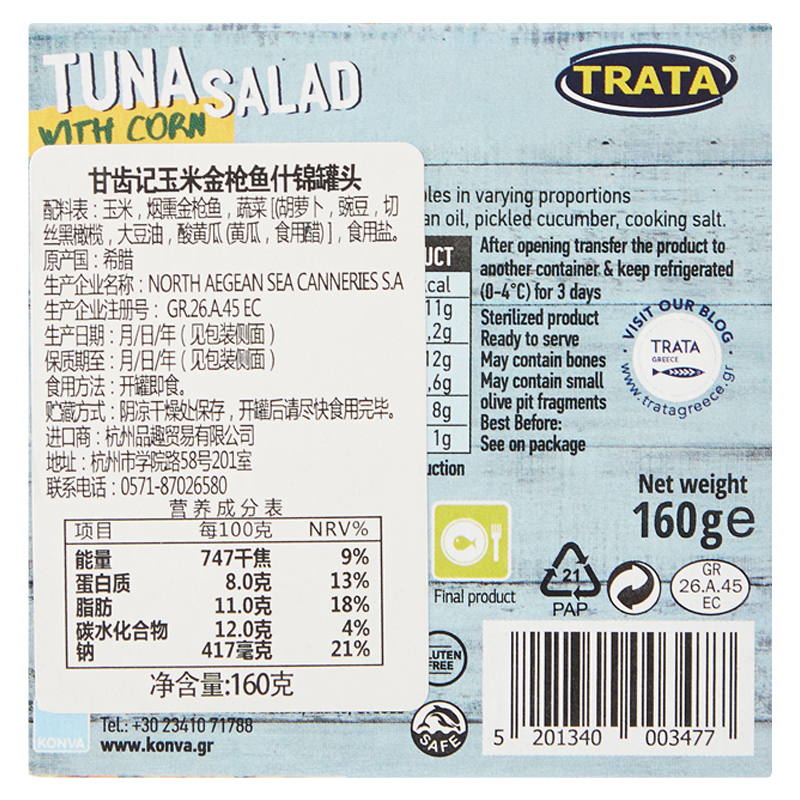 TUNA SALAD
WITH CORN
TRATA
甘齿记玉米金枪鱼什锦罐头
配料表：玉米，烟熏金枪鱼，蔬菜[(胡萝卜，豌豆，切
丝黑橄榄，大豆油，酸黄瓜(黄瓜，食用醋)]，食用盐。
原产国：希腊
生产企业名称：NORTH AEGEAN SEA CANNERIES S.A
生产企业注册号：GR.26.A.45 EC
生产日期：月/日/年（见包装侧面）
保质期至：月/日/年（见包装侧面）
食用方法：开罐即食。
贮藏方式：阴凉干燥处保存，开罐后请尽快食用完毕。
进口商：杭州品趣贸易有限公司
地址：杭州市学院路58号201室
联系电话：0571-87026580
营养成分表
项目 每100克 NRV%
能量 747千焦 9%
蛋白质 8.0克 13%
脂肪 11.0克 18%
碳水化合物 12.0克 4%
钠 417毫克 21%
净含量:160克
in varying proportions
oil, pickled cucumber, cooking salt.
11g
,2g
12g
,6g
8g
1g
After opening transfer the product to
another container & keep refrigerated
(0-4°C) for 3 days
Sterilized product
Ready to serve
May contain bones
May contain small
olive pit fragments
Best Before:
See on package
VISIT OUR BLOG
TRATA
GREECE
www.tratagreece.gr
Net weight
160g e
Final product
21
PAP
GR
26.A.45
EC
FREE
SAFE
KONVA
Tel.: +30 23410 71788
www.konva.gr
5 201340 003477